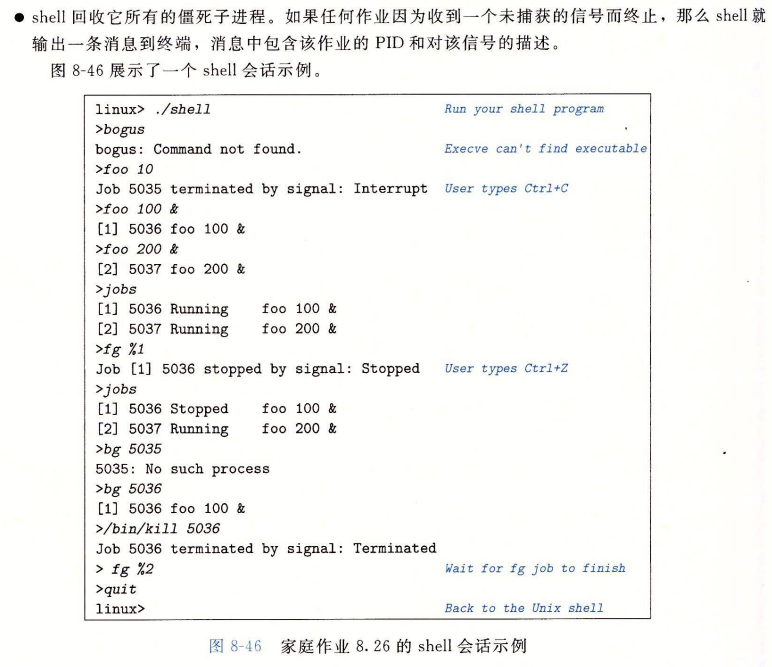 ● shell 回收它所有的僵死子进程。如果任何作业因为收到一个未捕获的信号而终止，那么 shell 就
输出一条消息到终端，消息中包含该作业的 PID 和对该信号的描述。
图 8-46 展示了一个 shell 会话示例。
linux> ./shell Run your shell program
>bogus
bogus: Command not found. Execve can't find executable
>foo 10
Job 5035 terminated by signal: Interrupt User types Ctrl+C
>foo 100 &
[1] 5036 foo 100 &
>foo 200 &
[2] 5037 foo 200 &
>jobs
[1] 5036 Running foo 100 &
[2] 5037 Running foo 200 &
>fg %1
Job [1] 5036 stopped by signal: Stopped User types Ctrl+Z
>jobs
[1] 5036 Stopped foo 100 &
[2] 5037 Running foo 200 &
>bg 5035
5035: No such process
>bg 5036
[1] 5036 foo 100 &
>/bin/kill 5036
Job 5036 terminated by signal: Terminated
> fg %2 Wait for fg job to finish
>quit
linux> Back to the Unix shell
图 8-46 家庭作业 8.26 的 shell 会话示例